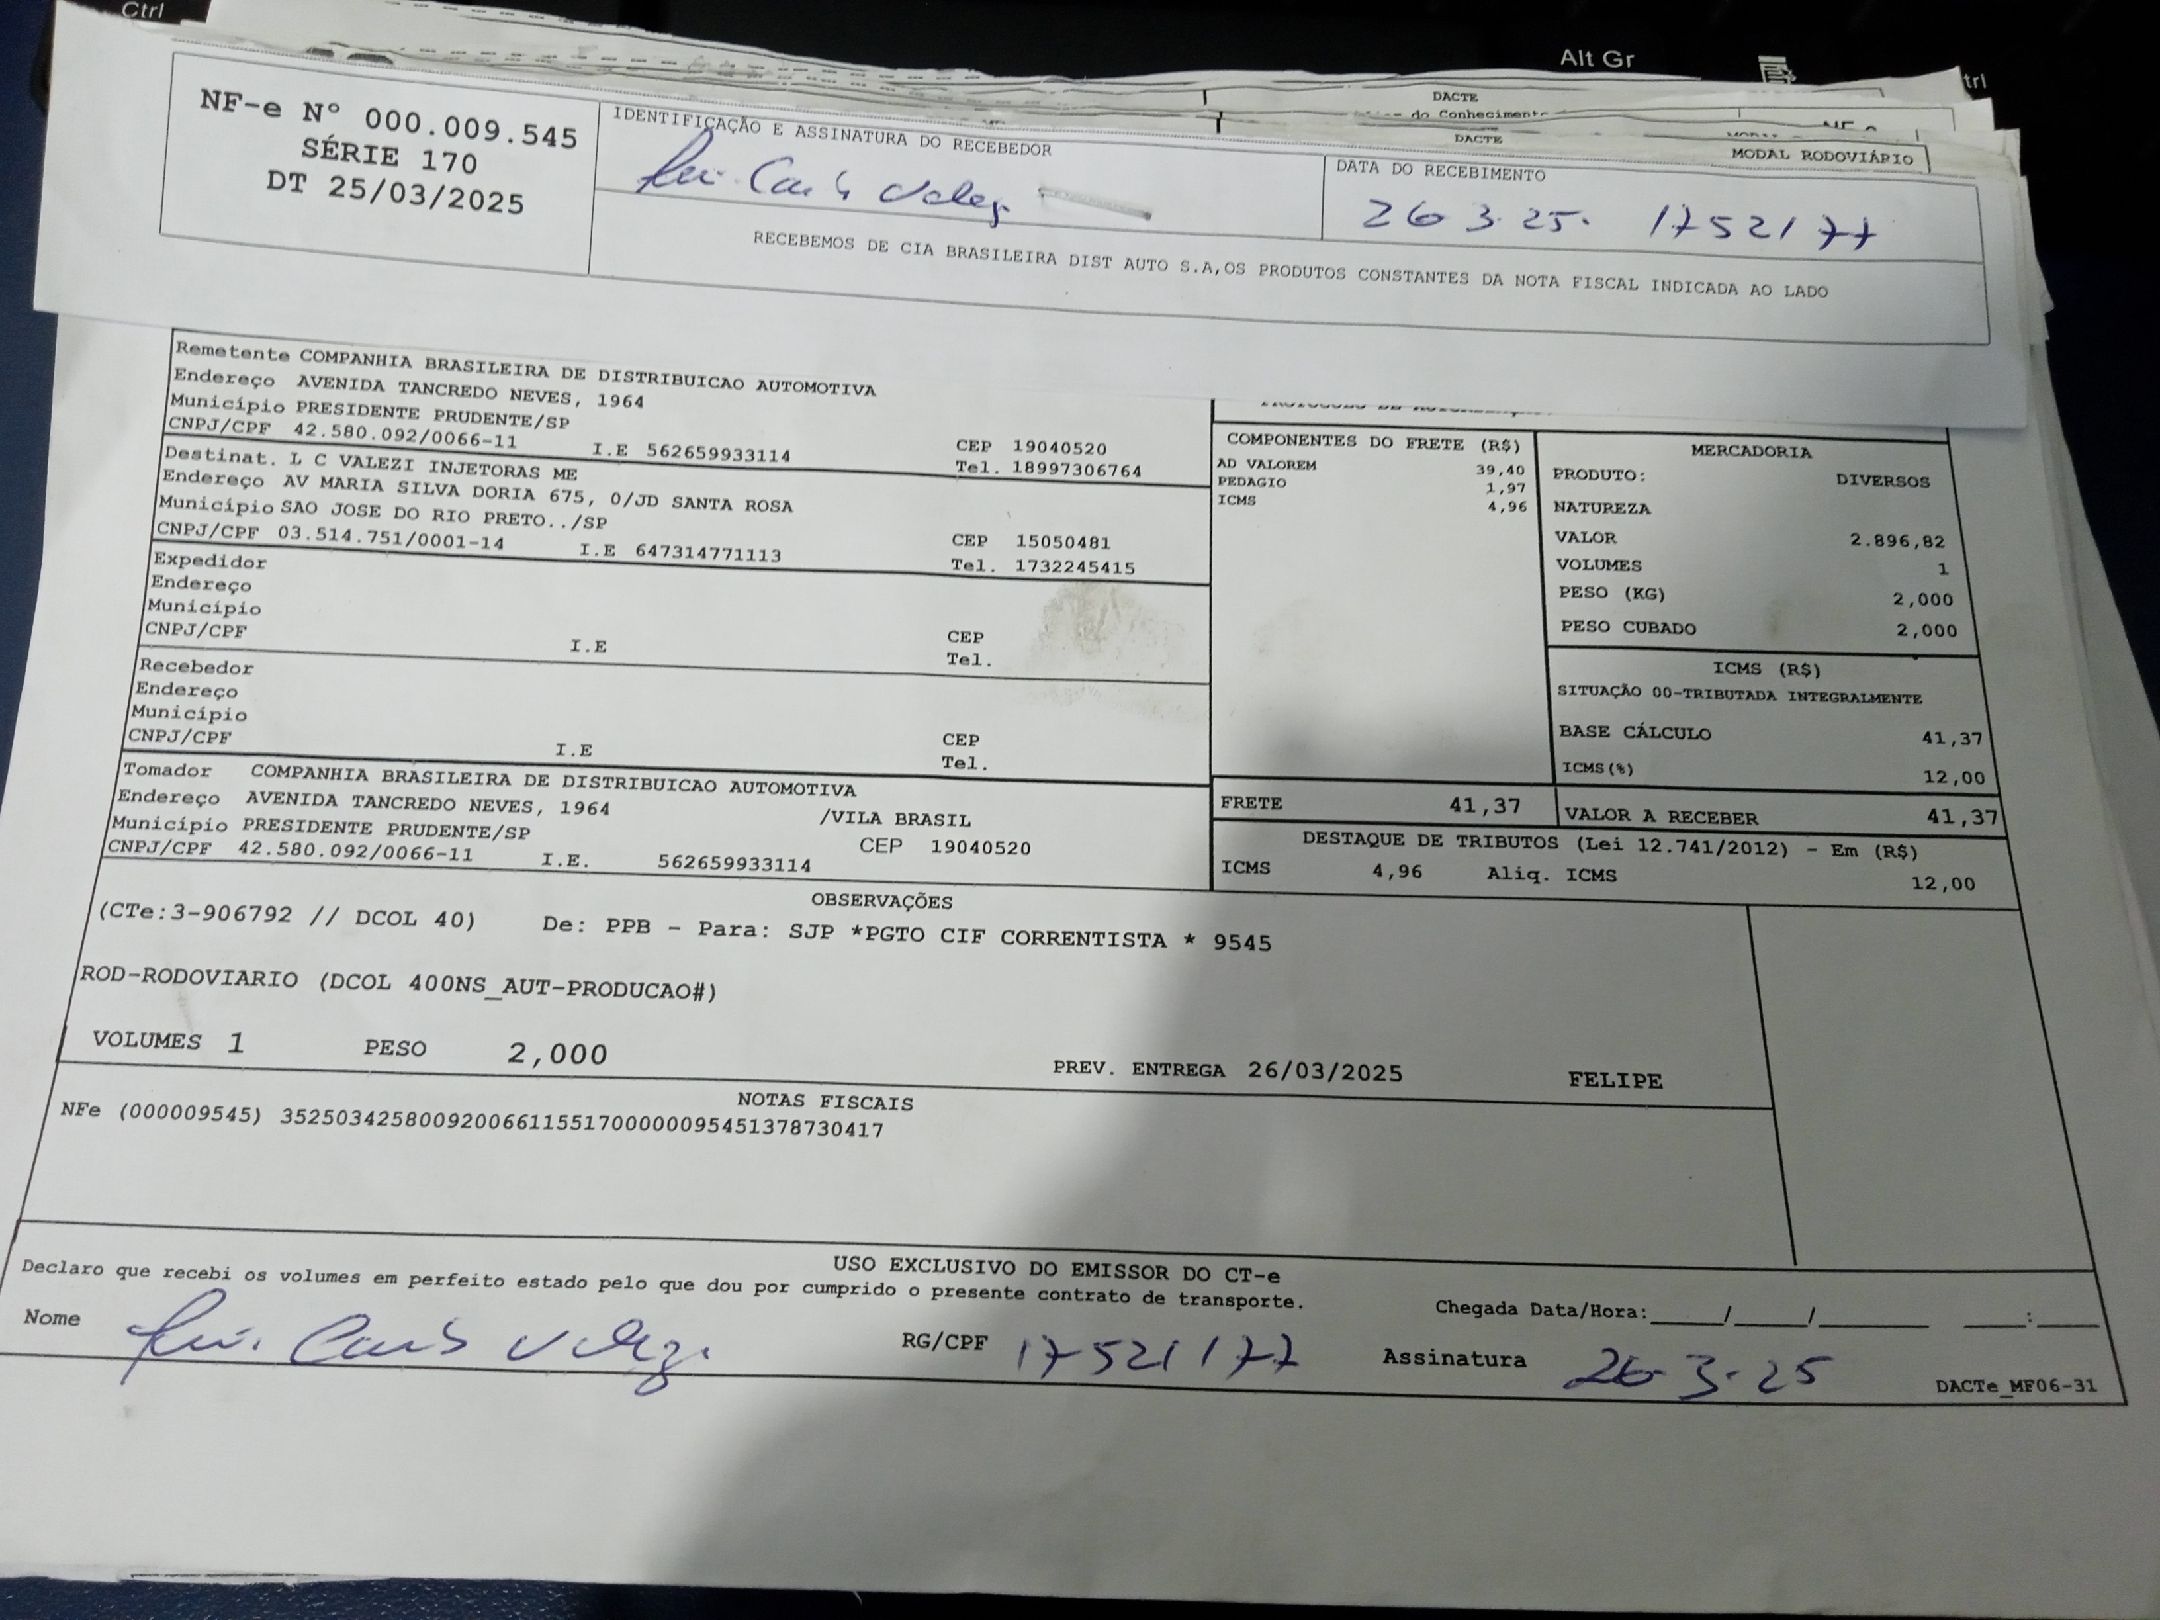 Ctrl
Alt Gr
trl
DACTE
do Conhecimento
DACTE
MODAL RODOVIÁRIO
NF-e Nº 000.009.545
SÉRIE 170
DT 25/03/2025
IDENTIFICAÇÃO E ASSINATURA DO RECEBEDOR
DATA DO RECEBIMENTO
26 3.25. 17521177
RECEBEMOS DE CIA BRASILEIRA DIST AUTO S.A,OS PRODUTOS CONSTANTES DA NOTA FISCAL INDICADA AO LADO
Remetente COMPANHIA BRASILEIRA DE DISTRIBUICAO AUTOMOTIVA
Endereço AVENIDA TANCREDO NEVES, 1964
Município PRESIDENTE PRUDENTE/SP
CEP 19040520
CNPJ/CPF 42.580.092/0066-11 I.E 562659933114 Tel. 18997306764
Destinat. L C VALEZI INJETORAS ME
Endereço AV MARIA SILVA DORIA 675, 0/JD SANTA ROSA
Município SAO JOSE DO RIO PRETO../SP CEP 15050481
CNPJ/CPF 03.514.751/0001-14 I.E 647314771113 Tel. 1732245415
Expedidor
Endereço
Município CEP
CNPJ/CPF I.E Tel.
Recebedor
Endereço
Município CEP
CNPJ/CPF I.E Tel.
Tomador COMPANHIA BRASILEIRA DE DISTRIBUICAO AUTOMOTIVA
Endereço AVENIDA TANCREDO NEVES, 1964 /VILA BRASIL
Município PRESIDENTE PRUDENTE/SP CEP 19040520
CNPJ/CPF 42.580.092/0066-11 I.E. 562659933114
COMPONENTES DO FRETE (R$)
AD VALOREM 39,40
PEDAGIO 1,97
ICMS 4,96
MERCADORIA
PRODUTO: DIVERSOS
NATUREZA
VALOR 2.896,82
VOLUMES 1
PESO (KG) 2,000
PESO CUBADO 2,000
ICMS (R$)
SITUAÇÃO 00-TRIBUTADA INTEGRALMENTE
BASE CÁLCULO 41,37
ICMS(%) 12,00
FRETE 41,37 VALOR A RECEBER 41,37
DESTAQUE DE TRIBUTOS (Lei 12.741/2012) - Em (R$)
ICMS 4,96 Aliq. ICMS 12,00
OBSERVAÇÕES
(CTe:3-906792 // DCOL 40) De: PPB - Para: SJP *PGTO CIF CORRENTISTA * 9545
ROD-RODOVIARIO (DCOL 400NS_AUT-PRODUCAO#)
VOLUMES 1 PESO 2,000 PREV. ENTREGA 26/03/2025 FELIPE
NOTAS FISCAIS
NFe (000009545) 35250342580092006611551700000095451378730417
USO EXCLUSIVO DO EMISSOR DO CT-e
Declaro que recebi os volumes em perfeito estado pelo que dou por cumprido o presente contrato de transporte.
Chegada Data/Hora:_____/_____/_______ ____:____
Nome RG/CPF 17521177 Assinatura 26-3-25
DACTe_MF06-31